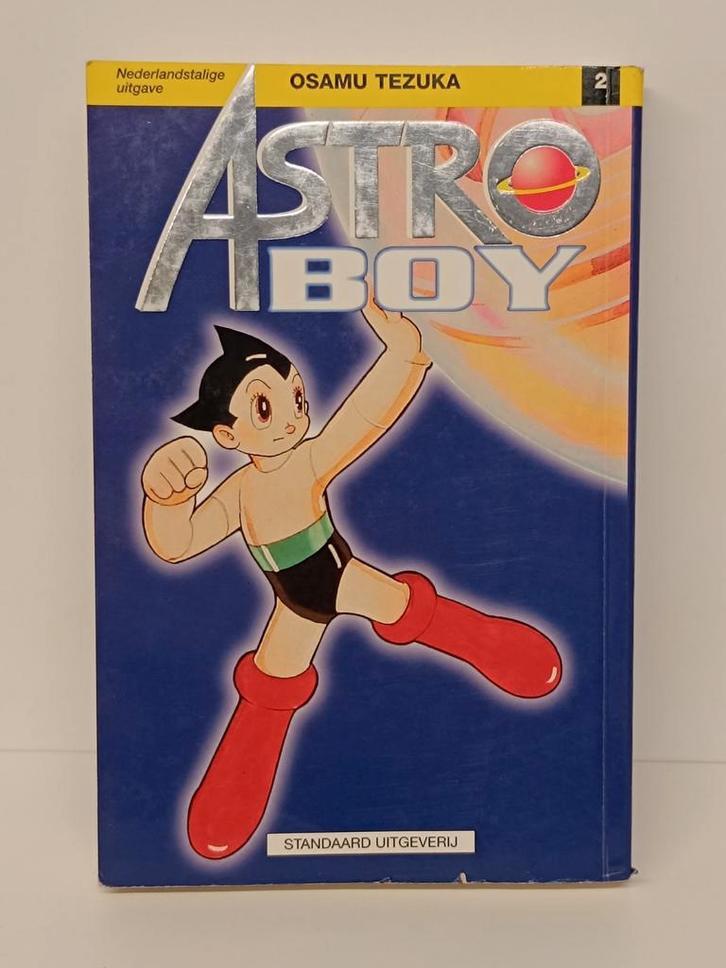 Nederlandstalige
uitgave
OSAMU TEZUKA
2
ASTRO
BOY
STANDAARD UITGEVERIJ